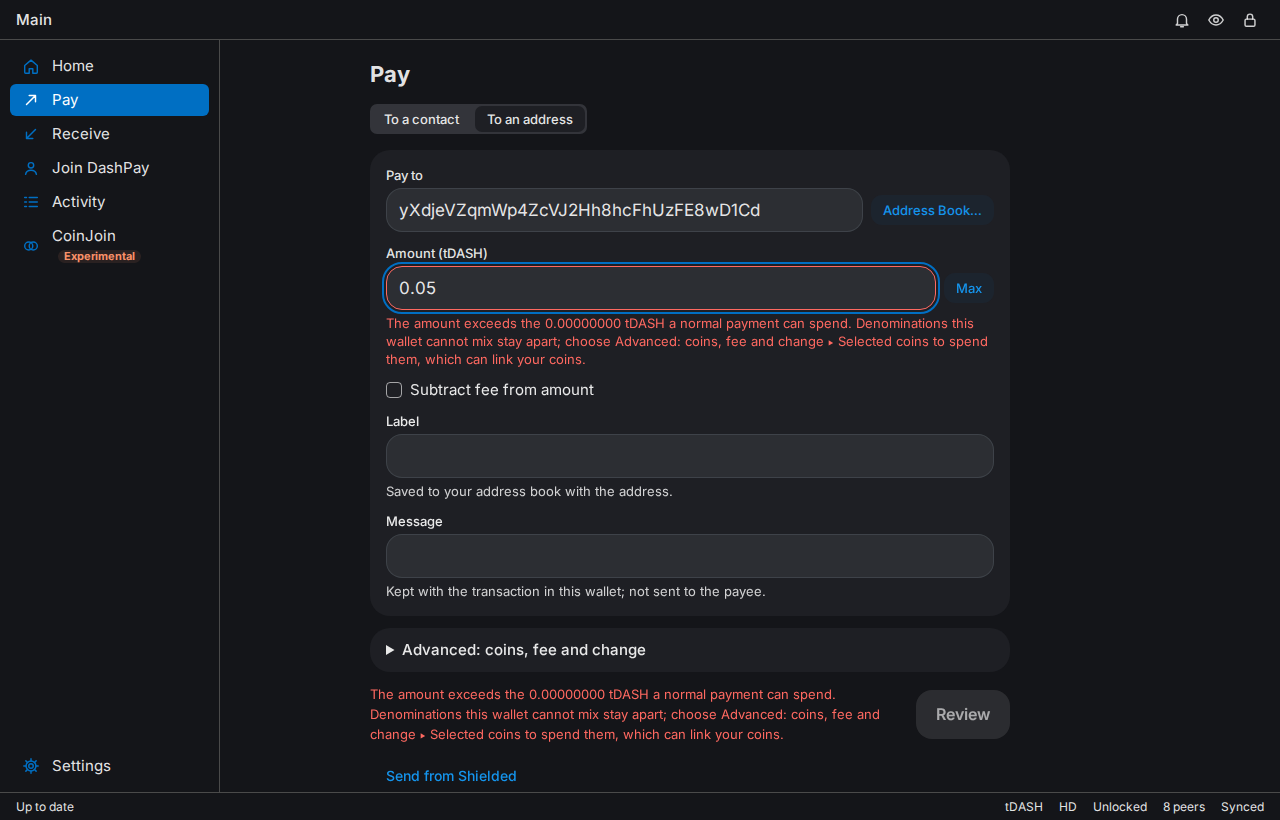 Main
Home
Pay
Receive
Join DashPay
Activity
CoinJoin
Experimental
Settings
Pay
To a contact
To an address
Pay to
yXdjeVZqmWp4ZcVJ2Hh8hcFhUzFE8wD1Cd
Address Book...
Amount (tDASH)
0.05
Max
The amount exceeds the 0.00000000 tDASH a normal payment can spend. Denominations this
wallet cannot mix stay apart; choose Advanced: coins, fee and change ▸ Selected coins to spend
them, which can link your coins.
Subtract fee from amount
Label
Saved to your address book with the address.
Message
Kept with the transaction in this wallet; not sent to the payee.
Advanced: coins, fee and change
The amount exceeds the 0.00000000 tDASH a normal payment can spend.
Denominations this wallet cannot mix stay apart; choose Advanced: coins, fee and
change ▸ Selected coins to spend them, which can link your coins.
Review
Send from Shielded
Up to date
tDASH
HD
Unlocked
8 peers
Synced